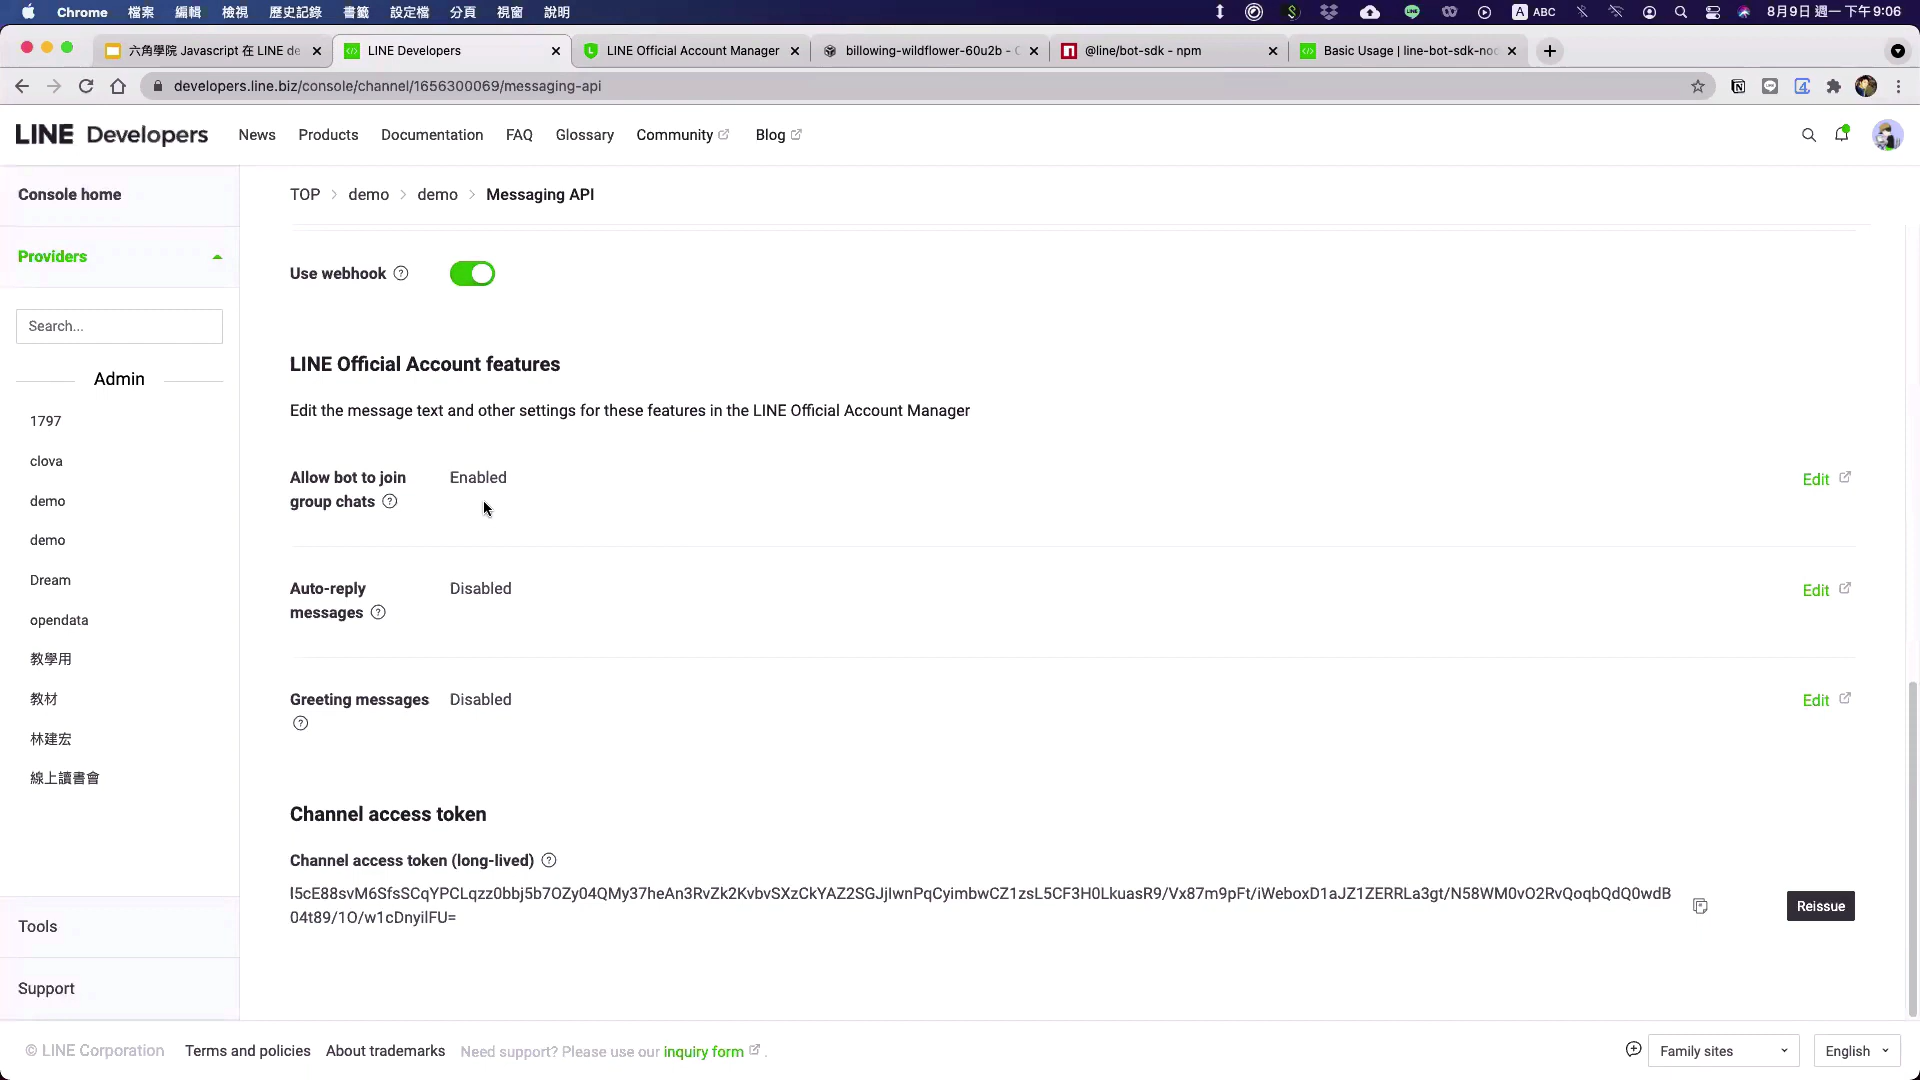 Chrome 檔案 編輯 檢視 歷史記錄 書籤 設定檔 分頁 視窗 說明 A ABC 8月9日 週一 下午9:06
六角學院 Javascript 在 LINE de LINE Developers LINE Official Account Manager billowing-wildflower-60u2b - C @line/bot-sdk - npm Basic Usage | line-bot-sdk-nod
developers.line.biz/console/channel/1656300069/messaging-api
LINE Developers News Products Documentation FAQ Glossary Community Blog
Console home
Providers
Search...
Admin
1797
clova
demo
demo
Dream
opendata
教學用
教材
林建宏
線上讀書會
Tools
Support
TOP > demo > demo > Messaging API
Use webhook ?
LINE Official Account features
Edit the message text and other settings for these features in the LINE Official Account Manager
Allow bot to join Enabled Edit
group chats ?
Auto-reply Disabled Edit
messages ?
Greeting messages Disabled Edit
?
Channel access token
Channel access token (long-lived) ?
l5cE88svM6SfsSCqYPCLqzz0bbj5b7OZy04QMy37heAn3RvZk2KvbvSXzCkYAZ2SGJjlwnPqCyimbwCZ1zsL5CF3H0LkuasR9/Vx87m9pFt/iWeboxD1aJZ1ZERRLa3gt/N58WM0vO2RvQoqbQdQ0wdB
04t89/1O/w1cDnyilFU=
Reissue
© LINE Corporation Terms and policies About trademarks Need support? Please use our inquiry form . Family sites English